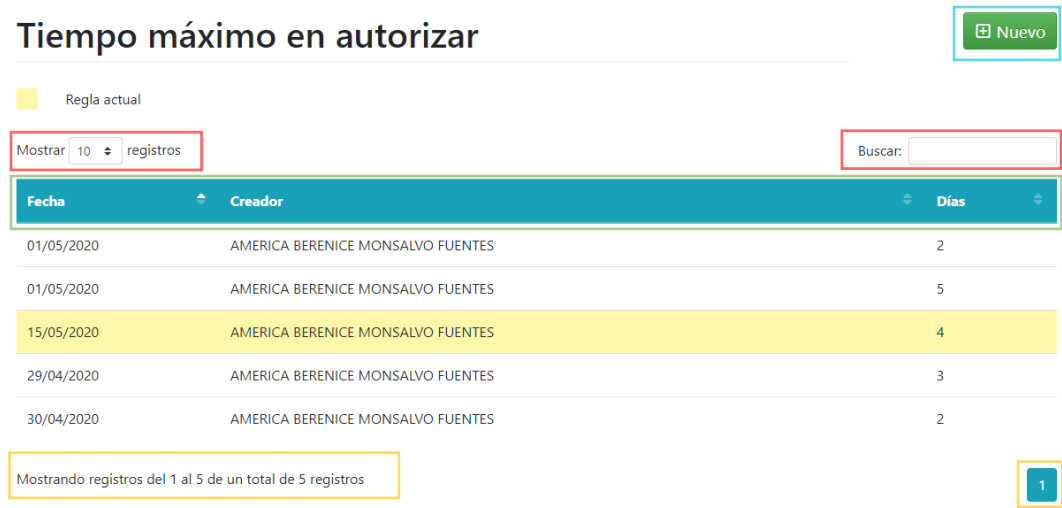 Tiempo máximo en autorizar
Nuevo
Regla actual
Mostrar 10 registros
Buscar:
Fecha Creador Días
01/05/2020 AMERICA BERENICE MONSALVO FUENTES 2
01/05/2020 AMERICA BERENICE MONSALVO FUENTES 5
15/05/2020 AMERICA BERENICE MONSALVO FUENTES 4
29/04/2020 AMERICA BERENICE MONSALVO FUENTES 3
30/04/2020 AMERICA BERENICE MONSALVO FUENTES 2
Mostrando registros del 1 al 5 de un total de 5 registros
1